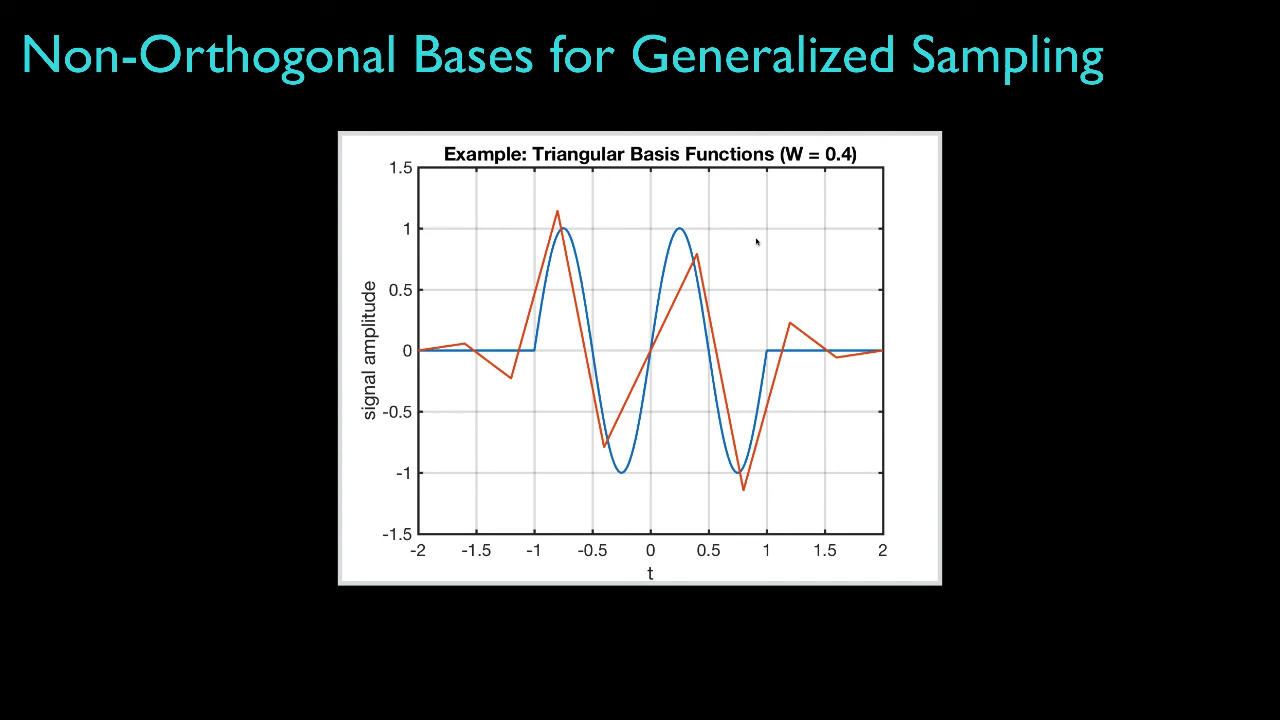 Non-Orthogonal Bases for Generalized Sampling
Example: Triangular Basis Functions (W = 0.4)
1.5
1
0.5
0
-0.5
-1
-1.5
signal amplitude
-2 -1.5 -1 -0.5 0 0.5 1 1.5 2
t